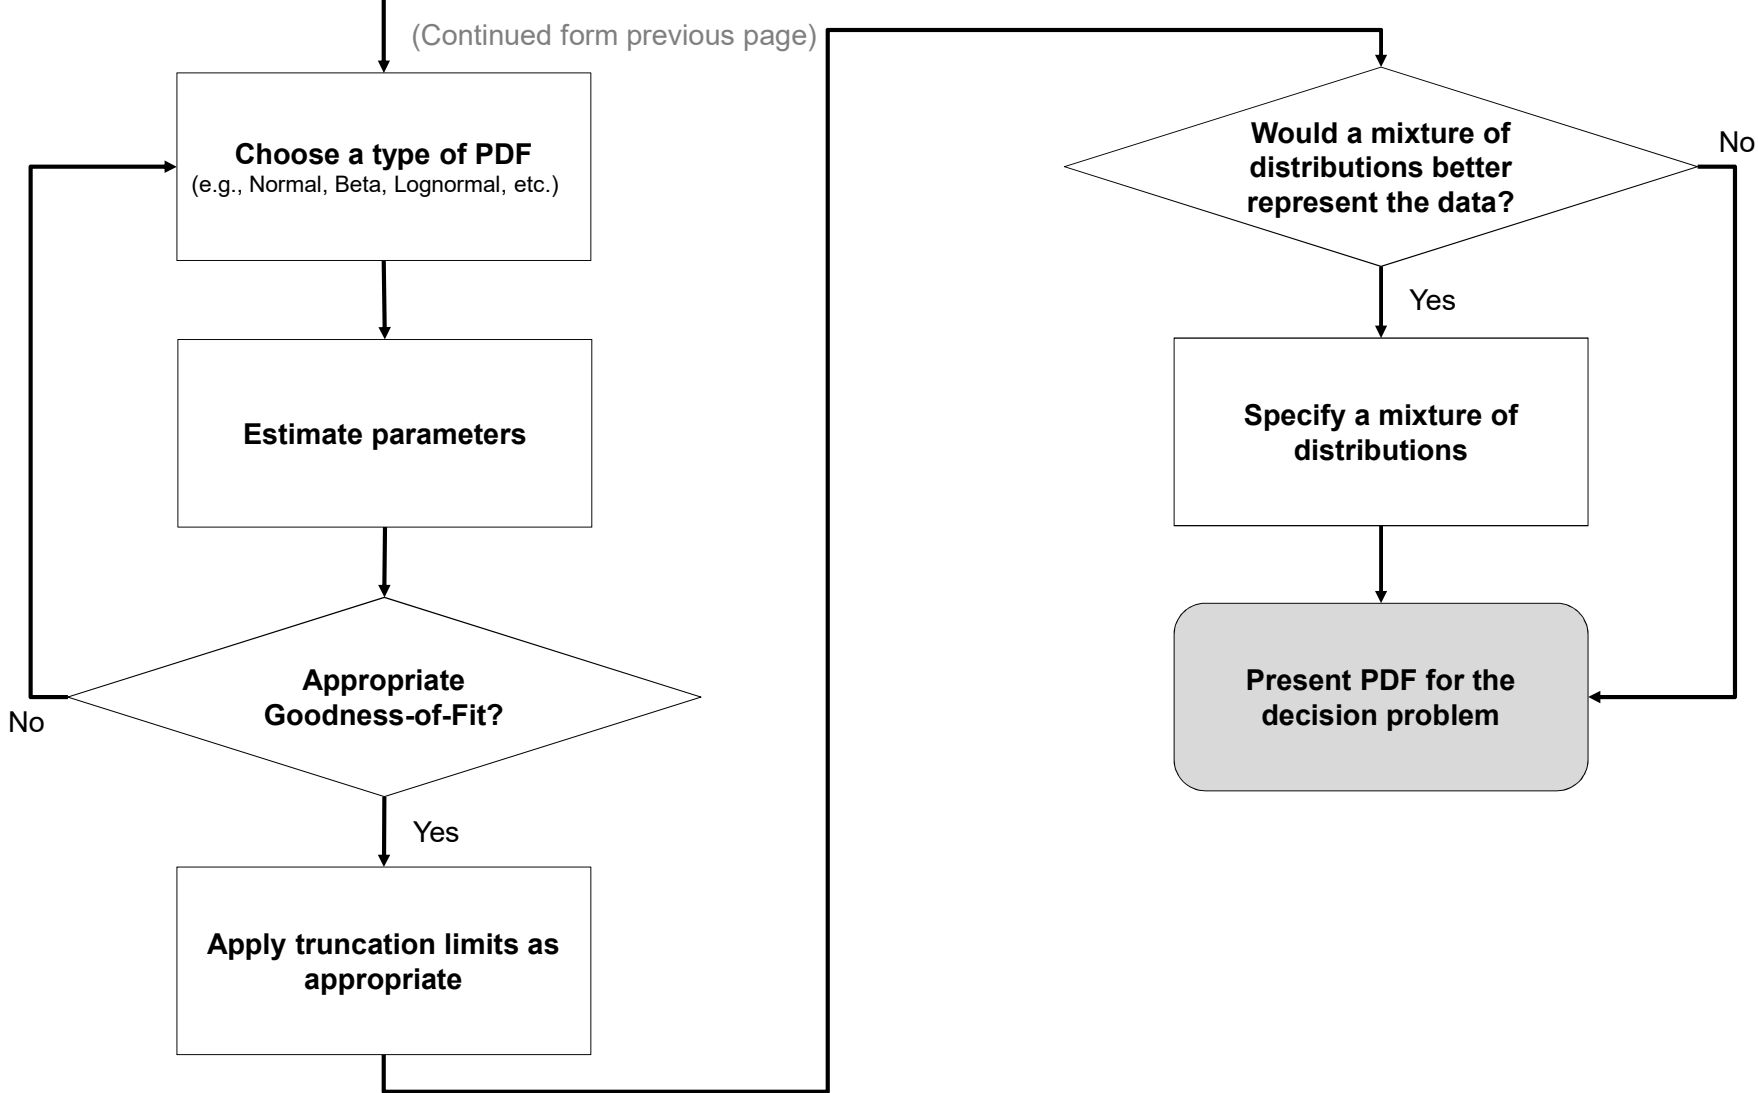 (Continued form previous page)
Choose a type of PDF
(e.g., Normal, Beta, Lognormal, etc.)
Estimate parameters
Appropriate
Goodness-of-Fit?
No
Yes
Apply truncation limits as
appropriate
Would a mixture of
distributions better
represent the data?
No
Yes
Specify a mixture of
distributions
Present PDF for the
decision problem